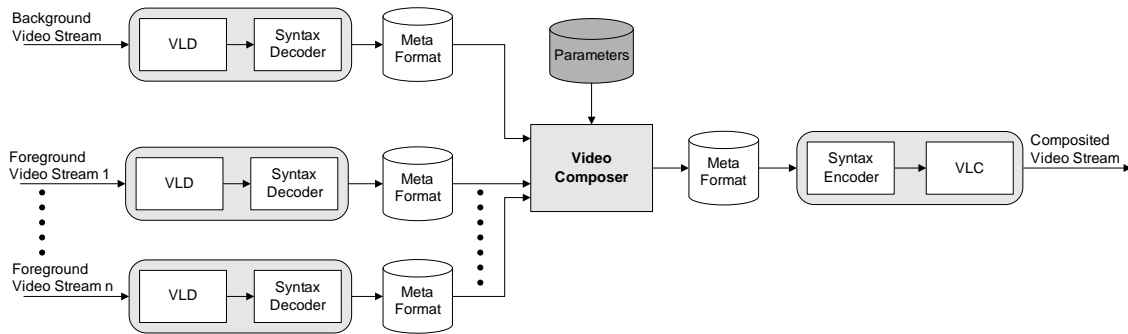 Background
Video Stream
VLD
Syntax
Decoder
Meta
Format
Parameters
Foreground
Video Stream 1
VLD
Syntax
Decoder
Meta
Format
Video
Composer
Meta
Format
Syntax
Encoder
VLC
Composited
Video Stream
Foreground
Video Stream n
VLD
Syntax
Decoder
Meta
Format